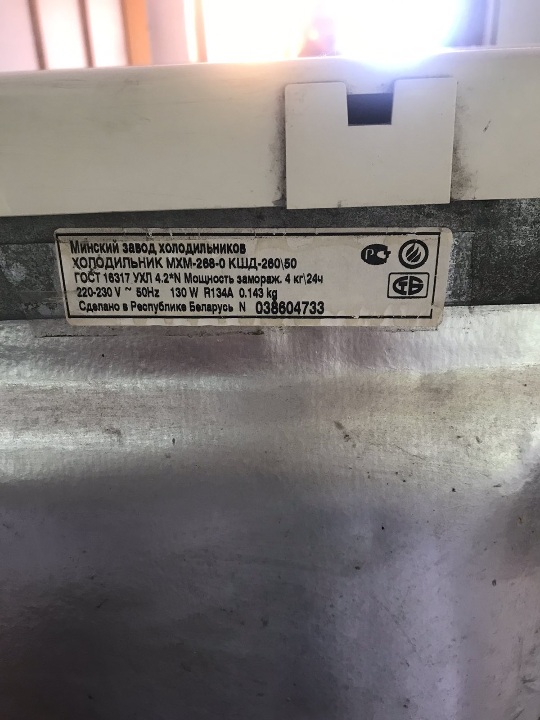 Минский завод холодильников
ХОЛОДИЛЬНИК МХМ-268-0 КШД-260\50
ГОСТ 16317 УХЛ 4.2*N Мощность замораж. 4 кг\24ч
220-230 V ~ 50Hz 130 W R134A 0.143 kg
Сделано в Республике Беларусь N 038604733